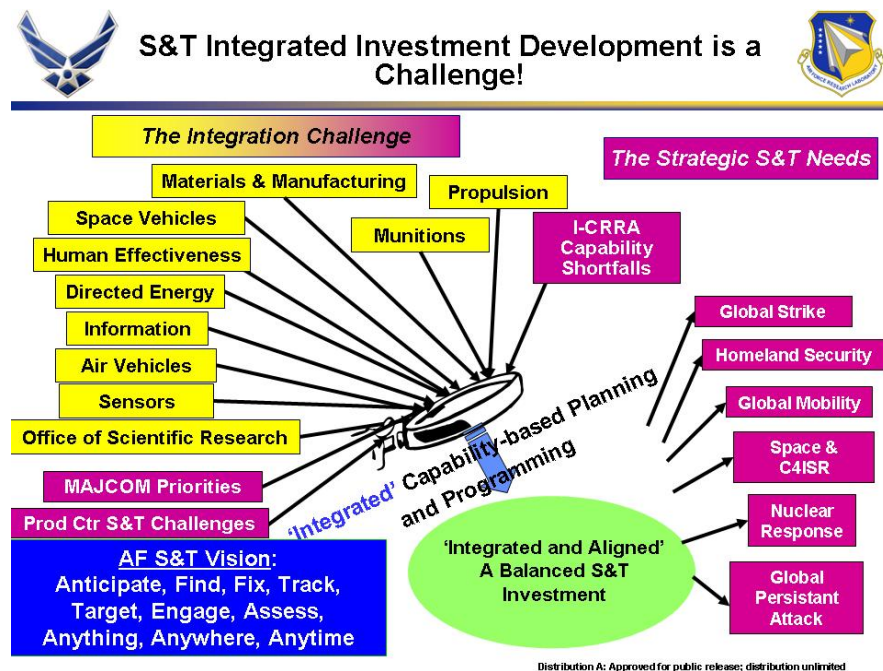 S&T Integrated Investment Development is a
Challenge!
The Integration Challenge
The Strategic S&T Needs
Materials & Manufacturing
Propulsion
Space Vehicles
Munitions
I-CRRA
Capability
Shortfalls
Human Effectiveness
Directed Energy
Information
Air Vehicles
Sensors
Office of Scientific Research
MAJCOM Priorities
Prod Ctr S&T Challenges
Global Strike
Homeland Security
Global Mobility
Space &
C4ISR
Nuclear
Response
Global
Persistant
Attack
'Integrated' Capability-based Planning
and Programming
'Integrated and Aligned'
A Balanced S&T
Investment
AF S&T Vision:
Anticipate, Find, Fix, Track,
Target, Engage, Assess,
Anything, Anywhere, Anytime
AIR FORCE RESEARCH LABORATORY
Distribution A: Approved for public release; distribution unlimited